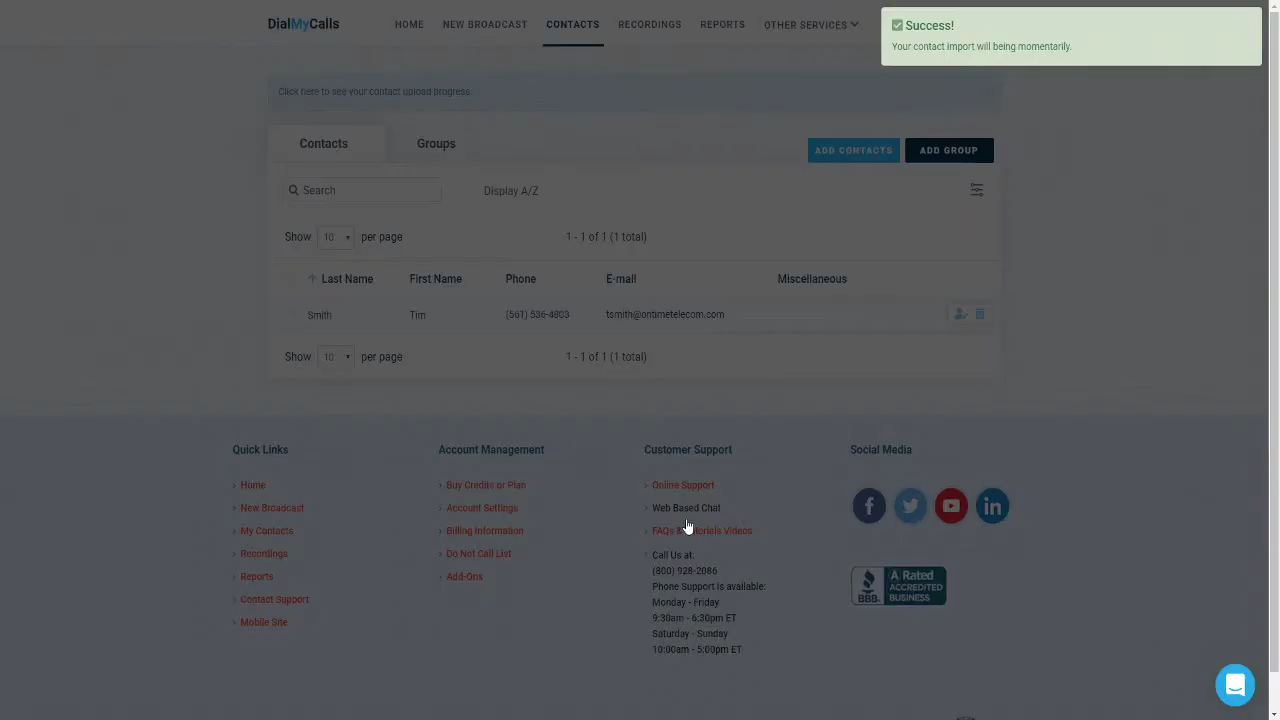 DialMyCalls
HOME NEW BROADCAST CONTACTS RECORDINGS REPORTS OTHER SERVICES
Success!
Your contact import will being momentarily.
Click here to see your contact upload progress.
Contacts Groups ADD CONTACTS ADD GROUP
Search Display A/Z
Show 10 per page 1 - 1 of 1 (1 total)
Last Name First Name Phone E-mail Miscellaneous
Smith Tim (561) 536-4803 tsmith@ontimetelecom.com
Show 10 per page 1 - 1 of 1 (1 total)
Quick Links
Home
New Broadcast
My Contacts
Recordings
Reports
Contact Support
Mobile Site
Account Management
Buy Credits or Plan
Account Settings
Billing Information
Do Not Call List
Add-Ons
Customer Support
Online Support
Web Based Chat
FAQs Videos
Call Us at:
(800) 928-2086
Phone Support is available:
Monday - Friday
9:30am - 6:30pm ET
Saturday - Sunday
10:00am - 5:00pm ET
Social Media
BBB
A Rated
ACCREDITED
BUSINESS